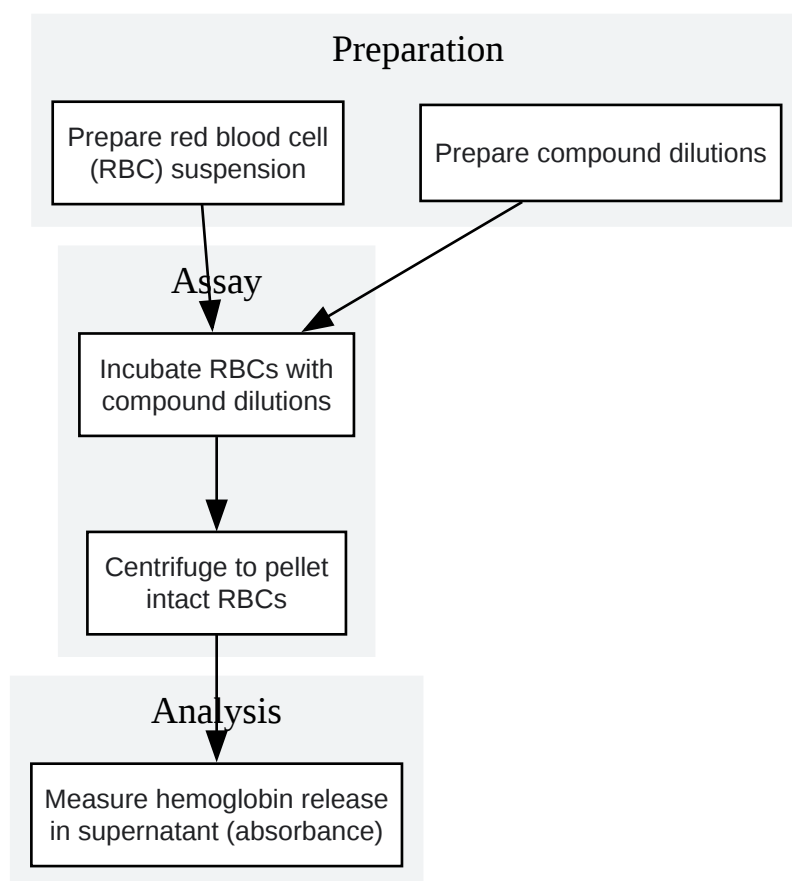 Preparation
Prepare red blood cell
(RBC) suspension
Prepare compound dilutions
Assay
Incubate RBCs with
compound dilutions
Centrifuge to pellet
intact RBCs
Analysis
Measure hemoglobin release
in supernatant (absorbance)